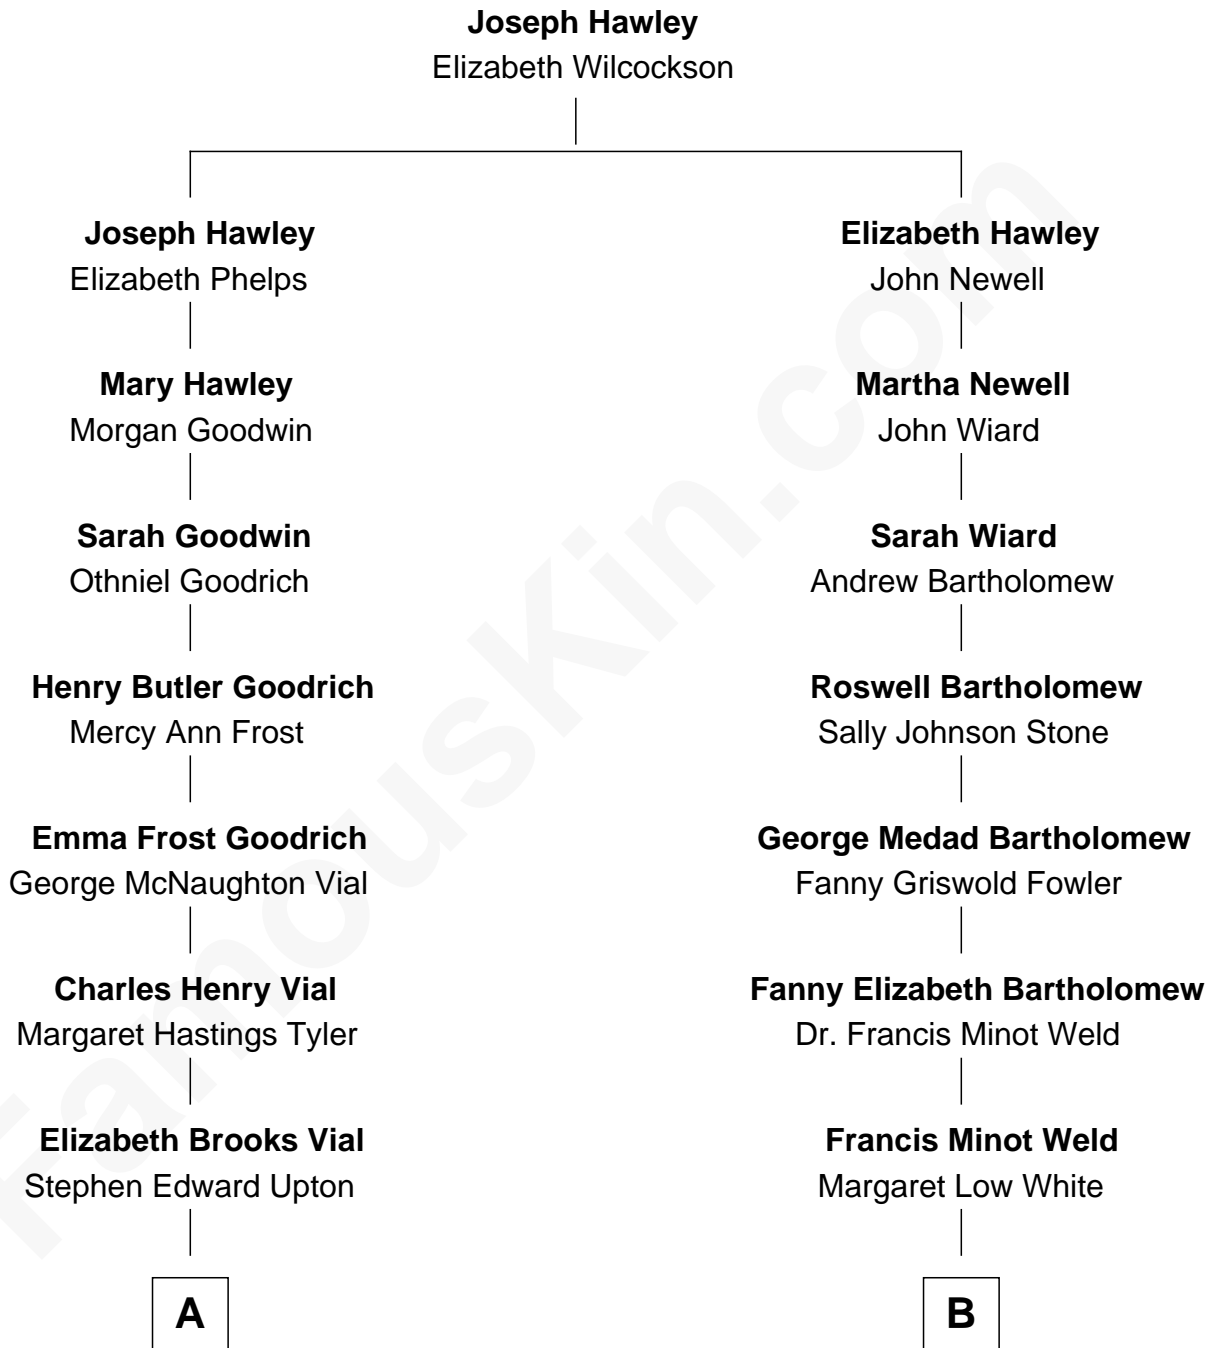 Joseph Hawley
Elizabeth Wilcockson
Joseph Hawley
Elizabeth Phelps
Elizabeth Hawley
John Newell
Mary Hawley
Morgan Goodwin
Martha Newell
John Wiard
Sarah Goodwin
Othniel Goodrich
Sarah Wiard
Andrew Bartholomew
Henry Butler Goodrich
Mercy Ann Frost
Roswell Bartholomew
Sally Johnson Stone
Emma Frost Goodrich
George McNaughton Vial
George Medad Bartholomew
Fanny Griswold Fowler
Charles Henry Vial
Margaret Hastings Tyler
Fanny Elizabeth Bartholomew
Dr. Francis Minot Weld
Elizabeth Brooks Vial
Stephen Edward Upton
Francis Minot Weld
Margaret Low White
A
B
FamousKin.com